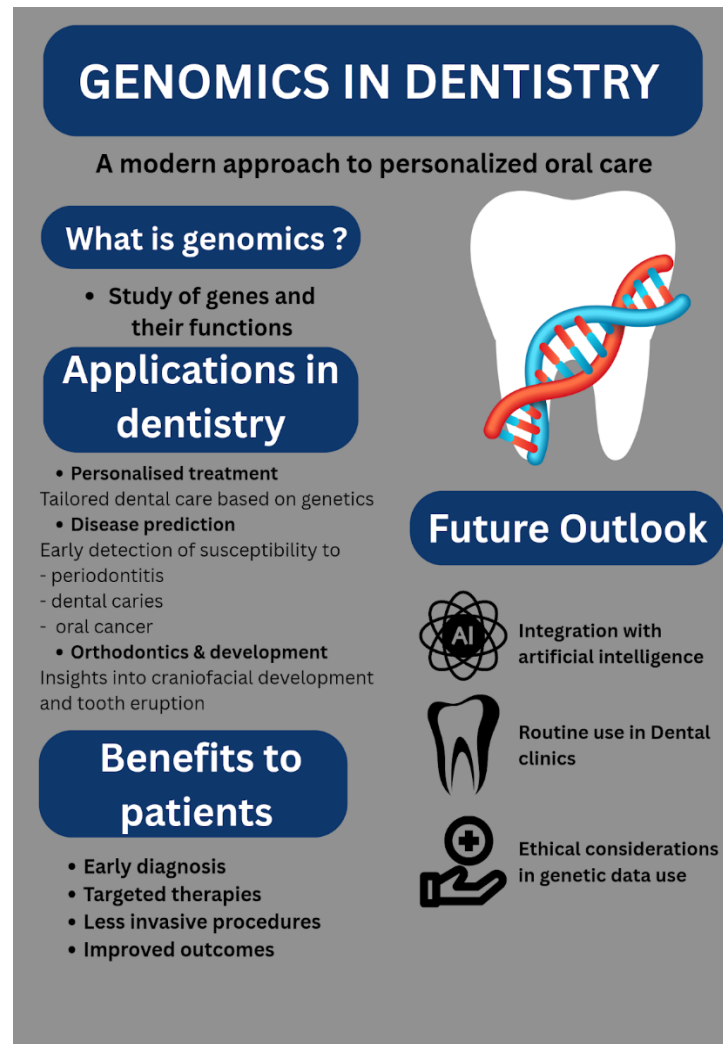 GENOMICS IN DENTISTRY
A modern approach to personalized oral care
What is genomics ?
• Study of genes and
their functions
Applications in
dentistry
• Personalised treatment
Tailored dental care based on genetics
• Disease prediction
Early detection of susceptibility to
- periodontitis
- dental caries
- oral cancer
• Orthodontics & development
Insights into craniofacial development
and tooth eruption
Benefits to
patients
• Early diagnosis
• Targeted therapies
• Less invasive procedures
• Improved outcomes
Future Outlook
AI
Integration with
artificial intelligence
Routine use in Dental
clinics
Ethical considerations
in genetic data use